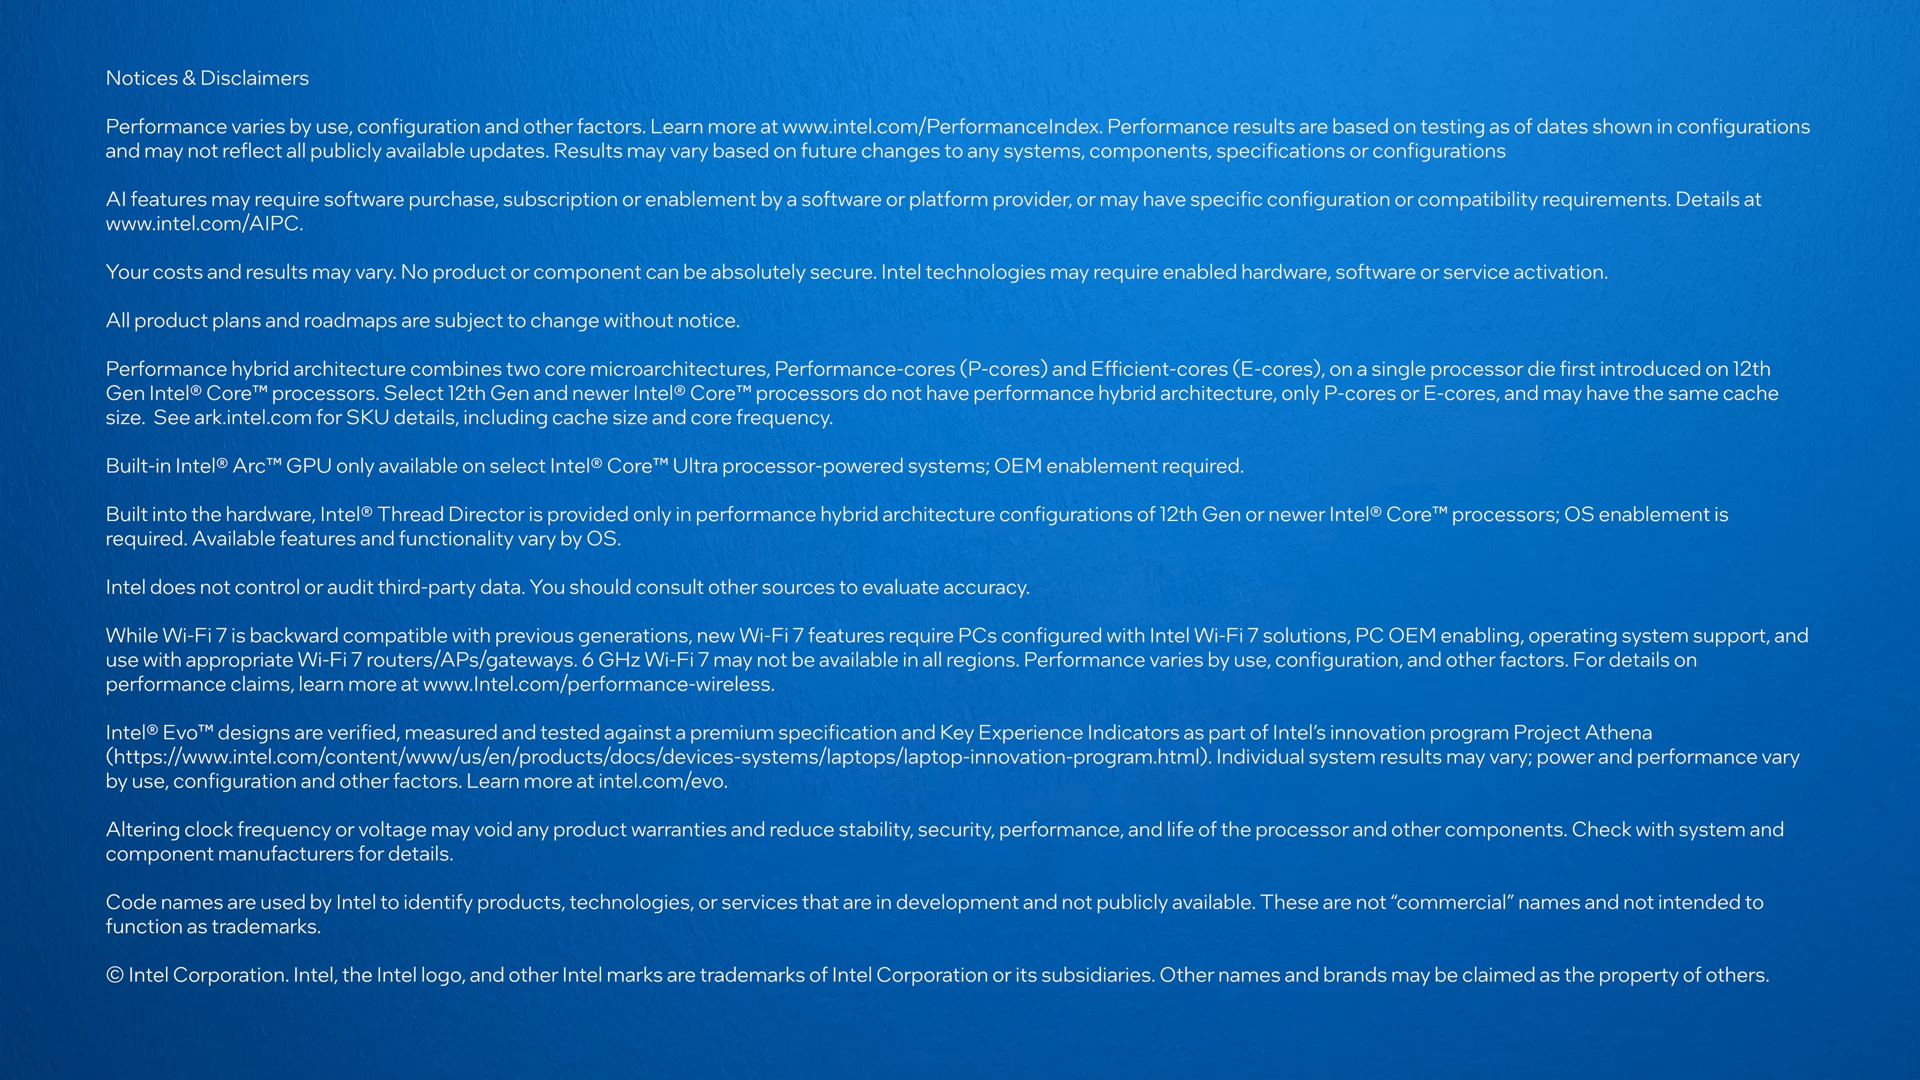 Notices & Disclaimers
Performance varies by use, configuration and other factors. Learn more at www.intel.com/PerformanceIndex. Performance results are based on testing as of dates shown in configurations
and may not reflect all publicly available updates. Results may vary based on future changes to any systems, components, specifications or configurations
AI features may require software purchase, subscription or enablement by a software or platform provider, or may have specific configuration or compatibility requirements. Details at
www.intel.com/AIPC.
Your costs and results may vary. No product or component can be absolutely secure. Intel technologies may require enabled hardware, software or service activation.
All product plans and roadmaps are subject to change without notice.
Performance hybrid architecture combines two core microarchitectures, Performance-cores (P-cores) and Efficient-cores (E-cores), on a single processor die first introduced on 12th
Gen Intel® Core™ processors. Select 12th Gen and newer Intel® Core™ processors do not have performance hybrid architecture, only P-cores or E-cores, and may have the same cache
size.  See ark.intel.com for SKU details, including cache size and core frequency.
Built-in Intel® Arc™ GPU only available on select Intel® Core™ Ultra processor-powered systems; OEM enablement required.
Built into the hardware, Intel® Thread Director is provided only in performance hybrid architecture configurations of 12th Gen or newer Intel® Core™ processors; OS enablement is
required. Available features and functionality vary by OS.
Intel does not control or audit third-party data. You should consult other sources to evaluate accuracy.
While Wi-Fi 7 is backward compatible with previous generations, new Wi-Fi 7 features require PCs configured with Intel Wi-Fi 7 solutions, PC OEM enabling, operating system support, and
use with appropriate Wi-Fi 7 routers/APs/gateways. 6 GHz Wi-Fi 7 may not be available in all regions. Performance varies by use, configuration, and other factors. For details on
performance claims, learn more at www.Intel.com/performance-wireless.
Intel® Evo™ designs are verified, measured and tested against a premium specification and Key Experience Indicators as part of Intel’s innovation program Project Athena
(https://www.intel.com/content/www/us/en/products/docs/devices-systems/laptops/laptop-innovation-program.html). Individual system results may vary; power and performance vary
by use, configuration and other factors. Learn more at intel.com/evo.
Altering clock frequency or voltage may void any product warranties and reduce stability, security, performance, and life of the processor and other components. Check with system and
component manufacturers for details.
Code names are used by Intel to identify products, technologies, or services that are in development and not publicly available. These are not “commercial” names and not intended to
function as trademarks.
© Intel Corporation. Intel, the Intel logo, and other Intel marks are trademarks of Intel Corporation or its subsidiaries. Other names and brands may be claimed as the property of others.